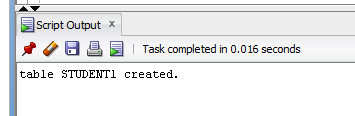 Script Output
Task completed in 0.016 seconds
table STUDENT1 created.